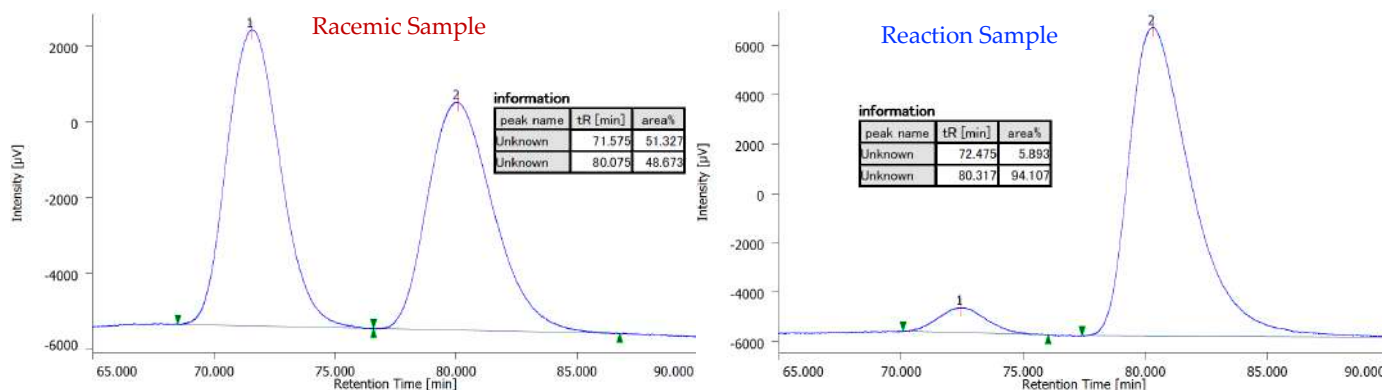 Racemic Sample
1
2
2000
0
-2000
-4000
-6000
Intensity [µV]
information
peak name tR [min] area%
Unknown 71.575 51.327
Unknown 80.075 48.673
65.000 70.000 75.000 80.000 85.000 90.000
Retention Time [min]
Reaction Sample
2
1
6000
4000
2000
0
-2000
-4000
-6000
Intensity [µV]
information
peak name tR [min] area%
Unknown 72.475 5.893
Unknown 80.317 94.107
65.000 70.000 75.000 80.000 85.000 90.000
Retention Time [min]